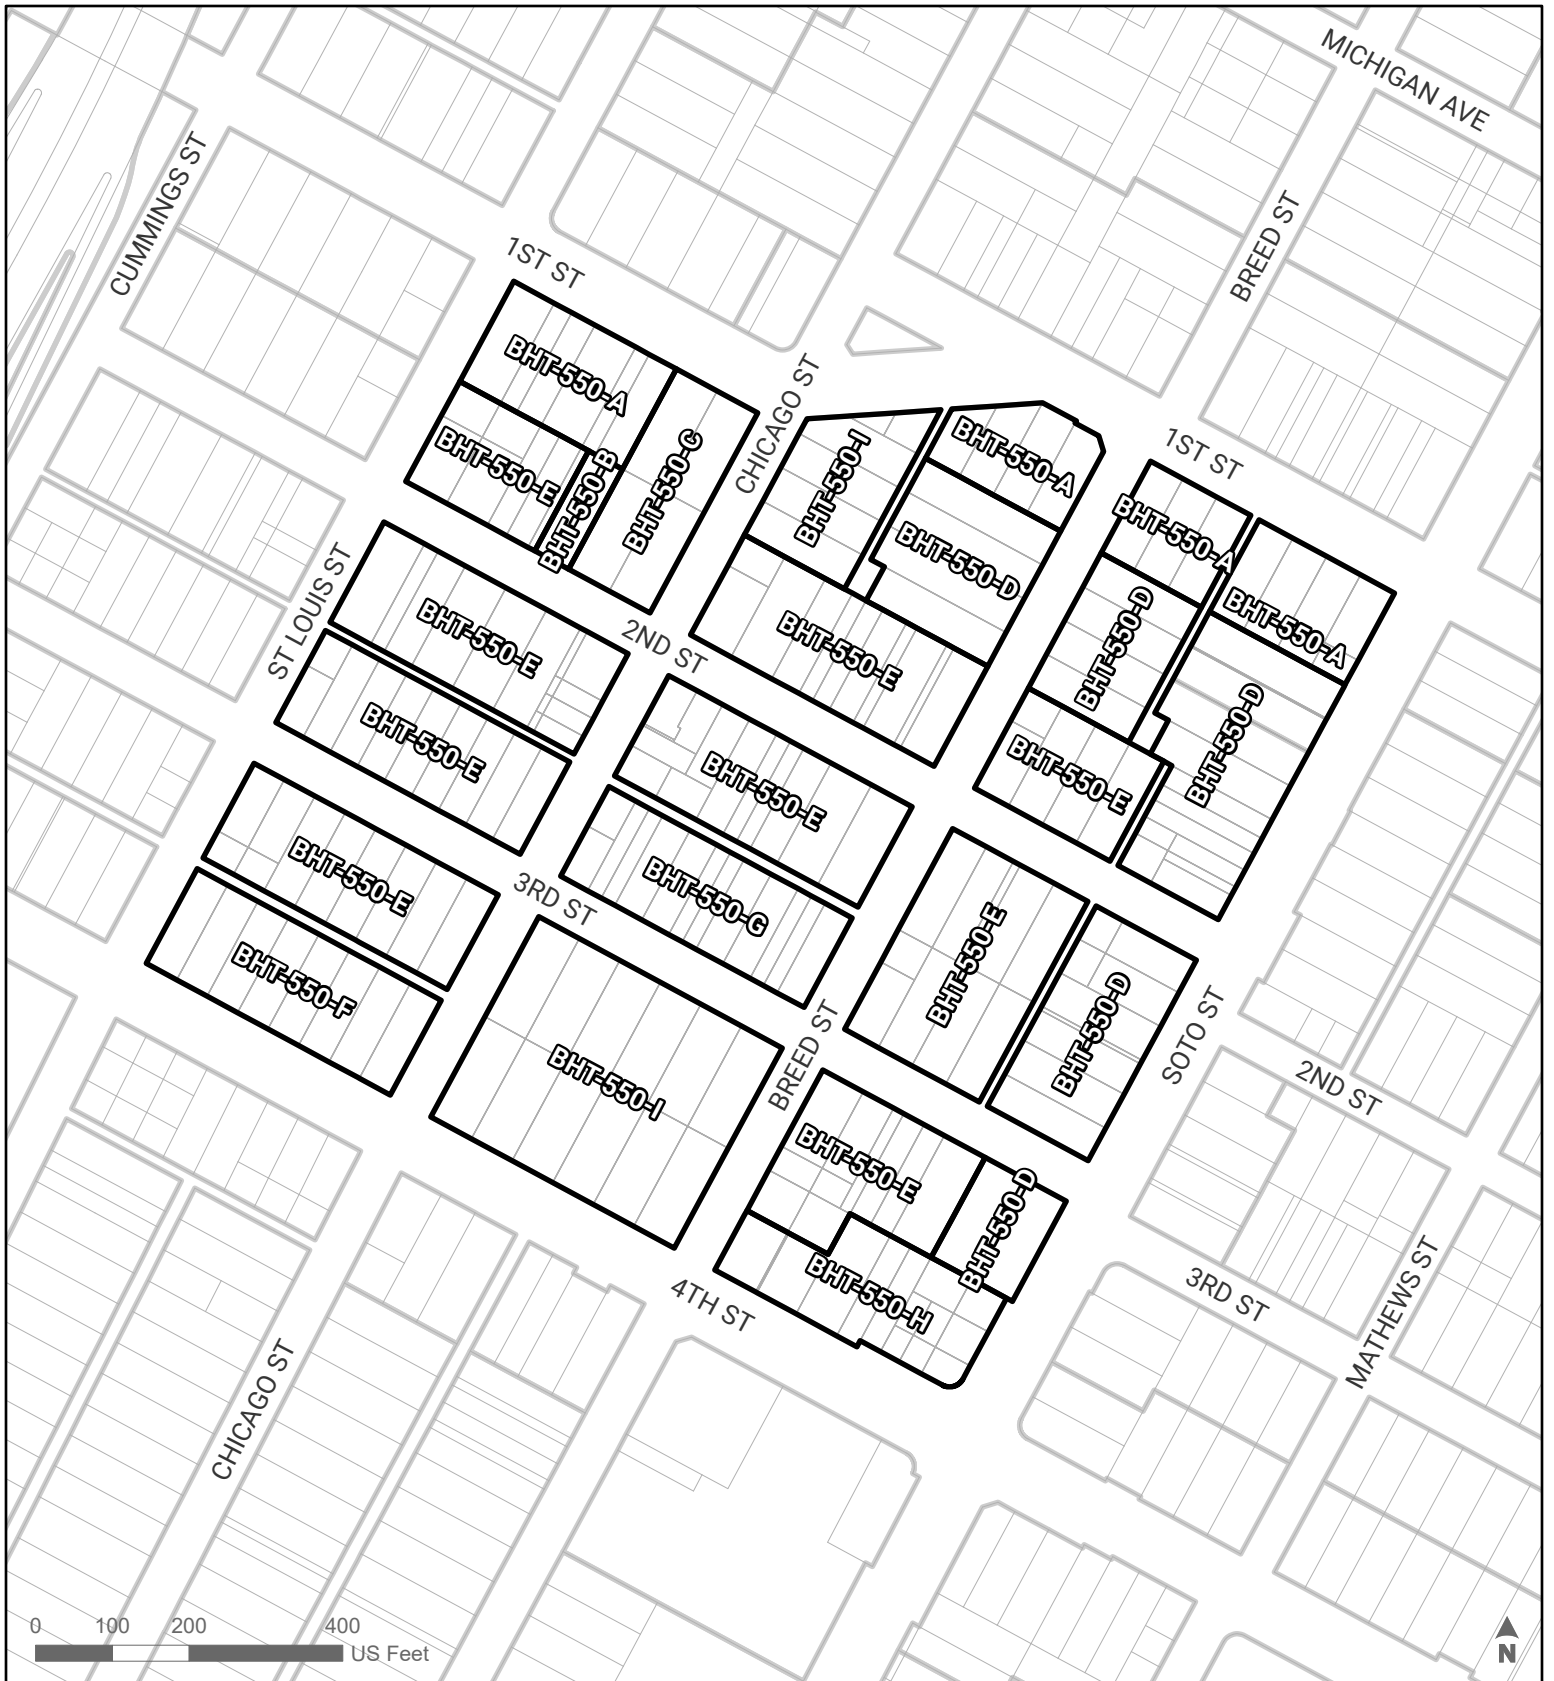 MICHIGAN AVE
CUMMINGS ST
BREED ST
1ST ST
BHT-550-A
CHICAGO ST
BHT-550-I
BHT-550-A
1ST ST
BHT-550-E
BHT-550-B
BHT-550-C
BHT-550-D
BHT-550-A
BHT-550-A
ST LOUIS ST
BHT-550-E
2ND ST
BHT-550-E
BHT-550-D
BHT-550-D
BHT-550-E
BHT-550-E
BHT-550-E
BHT-550-E
3RD ST
BHT-550-G
BHT-550-E
BHT-550-D
BHT-550-F
BHT-550-I
BREED ST
SOTO ST
2ND ST
BHT-550-E
BHT-550-D
BHT-550-H
4TH ST
3RD ST
MATHEWS ST
CHICAGO ST
0 100 200 400
US Feet
N